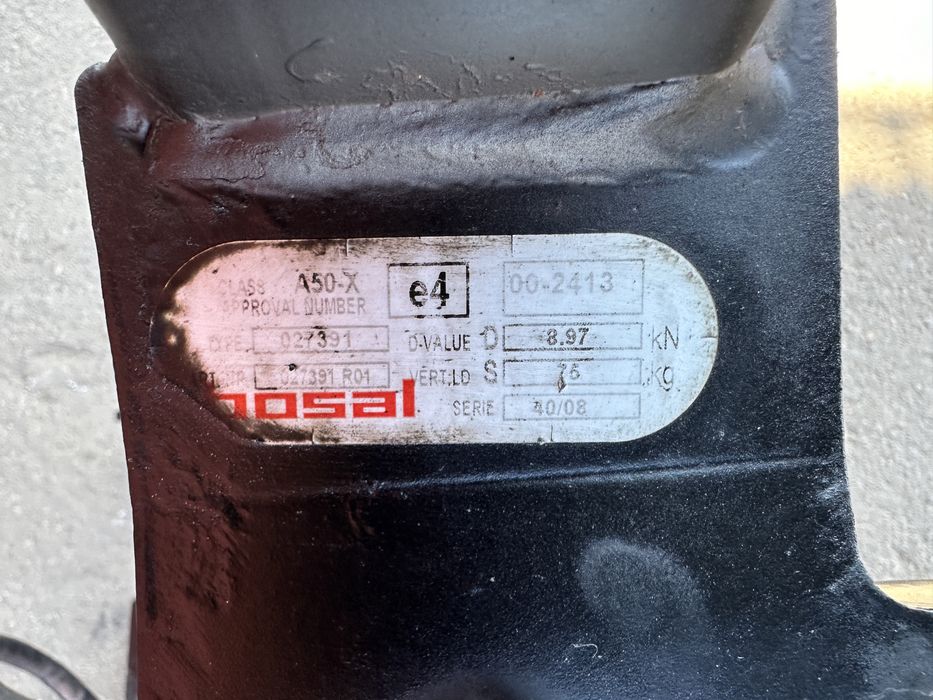 CLASS A50-X e4 00-2413
APPROVAL NUMBER
TYPE 027391 D-VALUE D 8.97 kN
027391 R01 VERT.LD S 75 kg
bosal SERIE 40/08